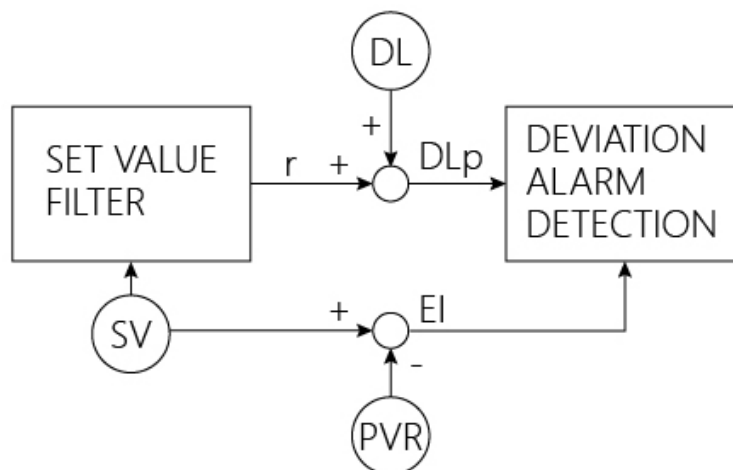 DL
+
SET VALUE
FILTER
r
+
DLp
DEVIATION
ALARM
DETECTION
SV
+
EI
-
PVR